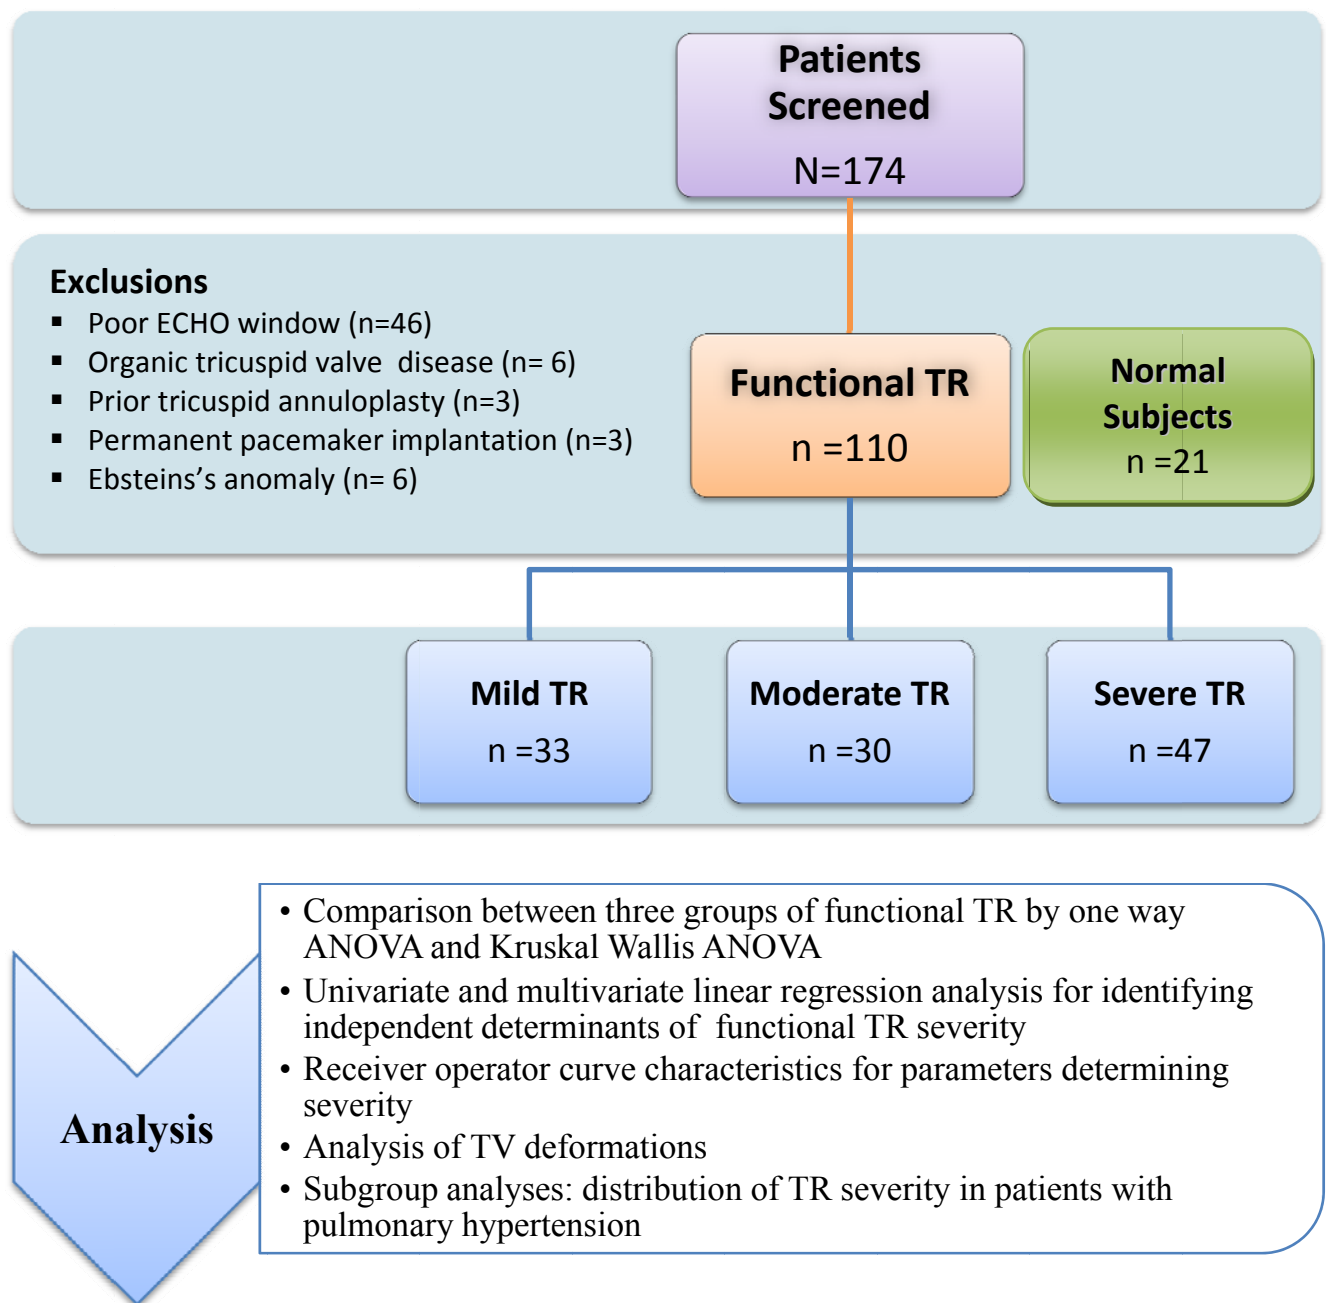 Patients
Screened
N=174
Exclusions
▪ Poor ECHO window (n=46)
▪ Organic tricuspid valve disease (n= 6)
▪ Prior tricuspid annuloplasty (n=3)
▪ Permanent pacemaker implantation (n=3)
▪ Ebsteins’s anomaly (n= 6)
Functional TR
n =110
Normal
Subjects
n =21
Mild TR
n =33
Moderate TR
n =30
Severe TR
n =47
Analysis
• Comparison between three groups of functional TR by one way
ANOVA and Kruskal Wallis ANOVA
• Univariate and multivariate linear regression analysis for identifying
independent determinants of functional TR severity
• Receiver operator curve characteristics for parameters determining
severity
• Analysis of TV deformations
• Subgroup analyses: distribution of TR severity in patients with
pulmonary hypertension